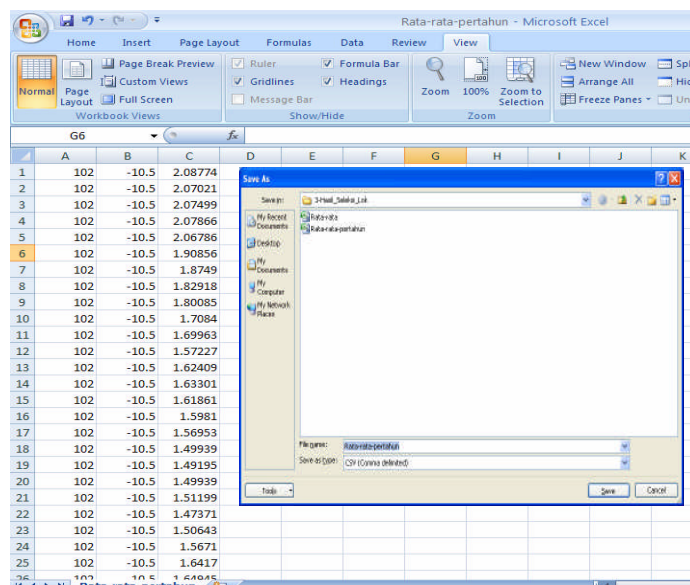 Rata-rata-pertahun - Microsoft Excel
Home Insert Page Layout Formulas Data Review View
Normal
Page Layout
Page Break Preview
Custom Views
Full Screen
Workbook Views
Ruler
Gridlines
Message Bar
Formula Bar
Headings
Show/Hide
Zoom
100%
Zoom to Selection
Zoom
New Window
Arrange All
Freeze Panes
Spl
Hid
Un
G6 fx
A B C D E F G H I J K
1 102 -10.5 2.08774
2 102 -10.5 2.07021
3 102 -10.5 2.07499
4 102 -10.5 2.07866
5 102 -10.5 2.06786
6 102 -10.5 1.90856
7 102 -10.5 1.8749
8 102 -10.5 1.82918
9 102 -10.5 1.80085
10 102 -10.5 1.7084
11 102 -10.5 1.69963
12 102 -10.5 1.57227
13 102 -10.5 1.62409
14 102 -10.5 1.63301
15 102 -10.5 1.61861
16 102 -10.5 1.5981
17 102 -10.5 1.56953
18 102 -10.5 1.49939
19 102 -10.5 1.49195
20 102 -10.5 1.49939
21 102 -10.5 1.51199
22 102 -10.5 1.47371
23 102 -10.5 1.50643
24 102 -10.5 1.5671
25 102 -10.5 1.6417
26 102 -10.5 1.64945
Rata-rata-pertahun
Save As
Save in:
My Recent Documents
Desktop
My Documents
My Computer
My Network Places
Rata-rata
Rata-rata-pertahun
File name: Rata-rata-pertahun
Save as type: CSV (Comma delimited)
Tools Save Cancel